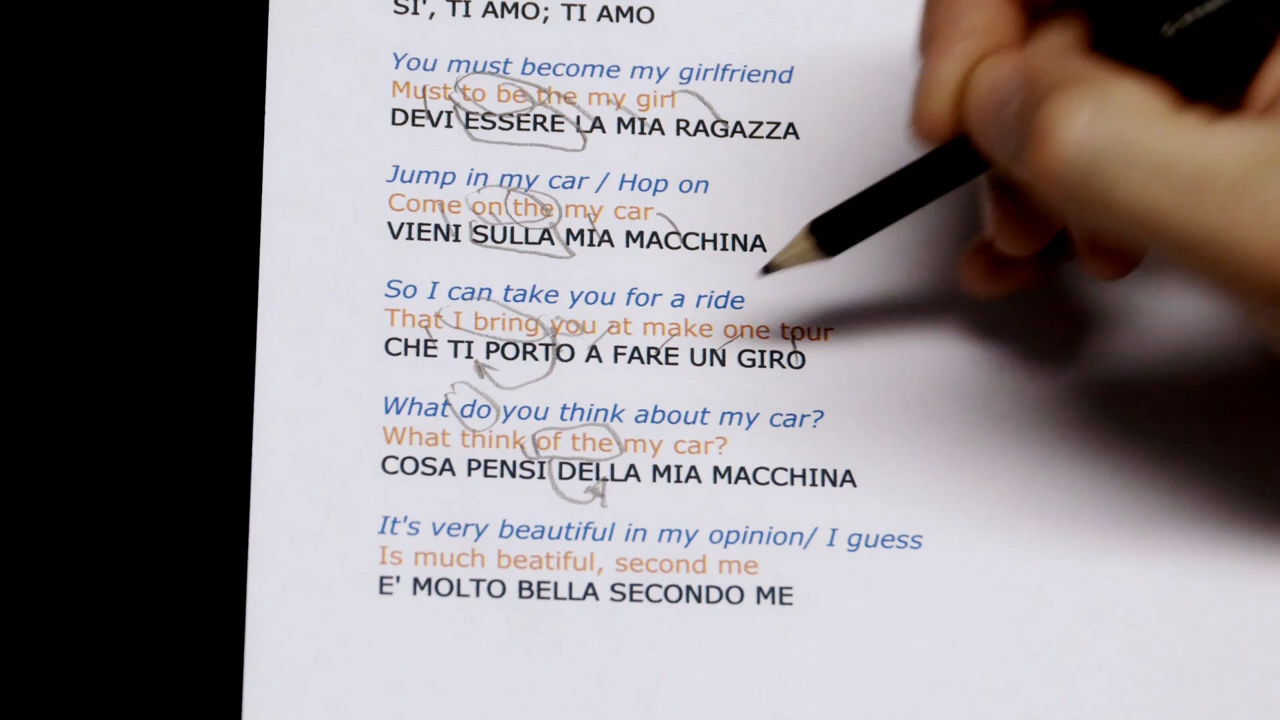 SI', TI AMO; TI AMO
You must become my girlfriend
Must to be the my girl
DEVI ESSERE LA MIA RAGAZZA
Jump in my car / Hop on
Come on the my car
VIENI SULLA MIA MACCHINA
So I can take you for a ride
That I bring you at make one tour
CHE TI PORTO A FARE UN GIRO
What do you think about my car?
What think of the my car?
COSA PENSI DELLA MIA MACCHINA
It's very beautiful in my opinion/ I guess
Is much beatiful, second me
E' MOLTO BELLA SECONDO ME